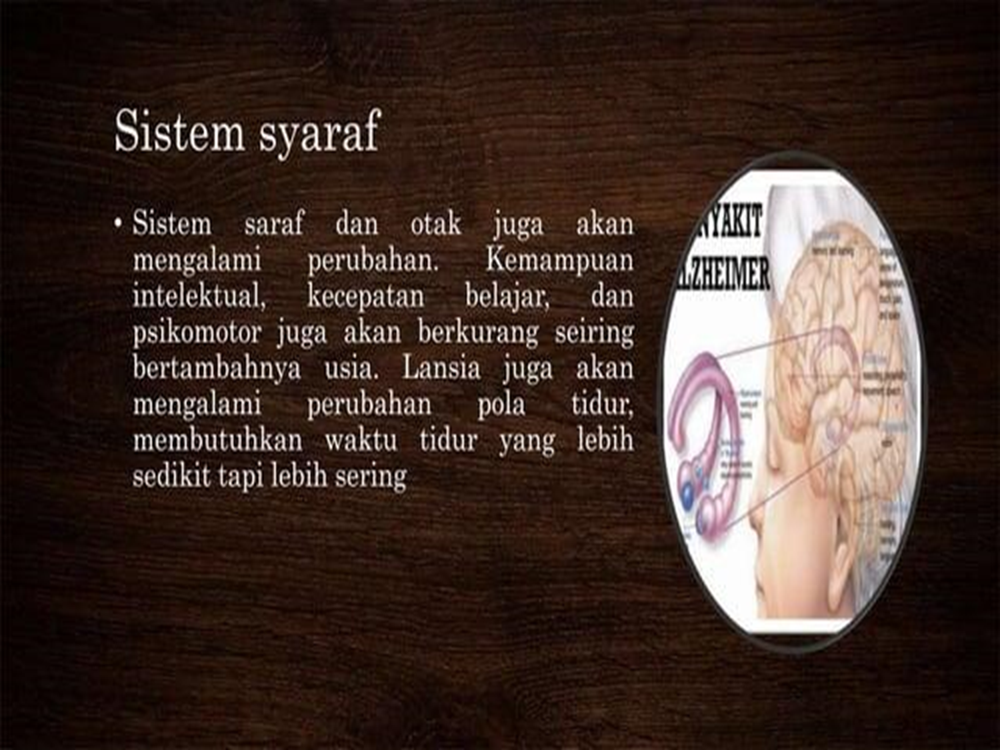 Sistem syaraf
• Sistem saraf dan otak juga akan
mengalami perubahan. Kemampuan
intelektual, kecepatan belajar, dan
psikomotor juga akan berkurang seiring
bertambahnya usia. Lansia juga akan
mengalami perubahan pola tidur,
membutuhkan waktu tidur yang lebih
sedikit tapi lebih sering
NYAKIT
LZHEIMER